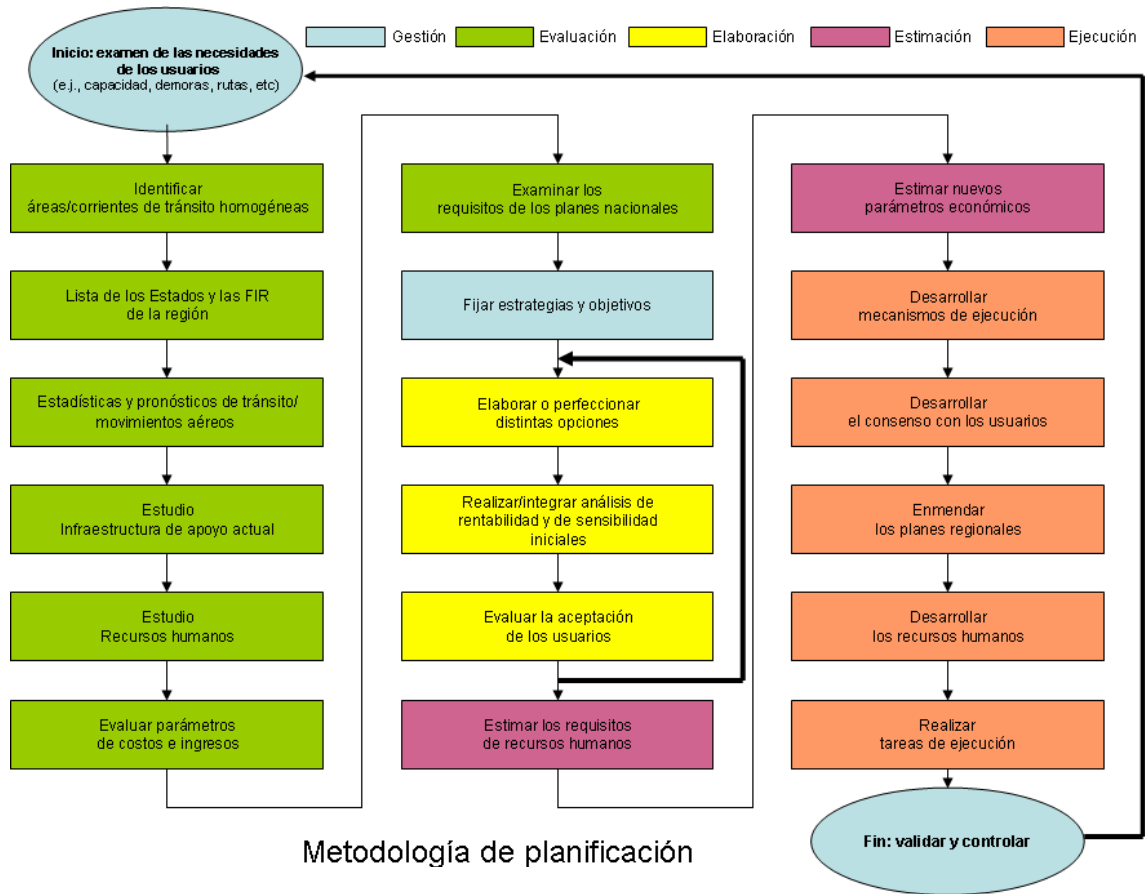 Inicio: examen de las necesidades
de los usuarios
(e.j., capacidad, demoras, rutas, etc)
Gestión
Evaluación
Elaboración
Estimación
Ejecución
Identificar
áreas/corrientes de tránsito homogéneas
Lista de los Estados y las FIR
de la región
Estadísticas y pronósticos de tránsito/
movimientos aéreos
Estudio
Infraestructura de apoyo actual
Estudio
Recursos humanos
Evaluar parámetros
de costos e ingresos
Examinar los
requisitos de los planes nacionales
Fijar estrategias y objetivos
Elaborar o perfeccionar
distintas opciones
Realizar/integrar análisis de
rentabilidad y de sensibilidad
iniciales
Evaluar la aceptación
de los usuarios
Estimar los requisitos
de recursos humanos
Estimar nuevos
parámetros económicos
Desarrollar
mecanismos de ejecución
Desarrollar
el consenso con los usuarios
Enmendar
los planes regionales
Desarrollar
los recursos humanos
Realizar
tareas de ejecución
Fin: validar y controlar
Metodología de planificación